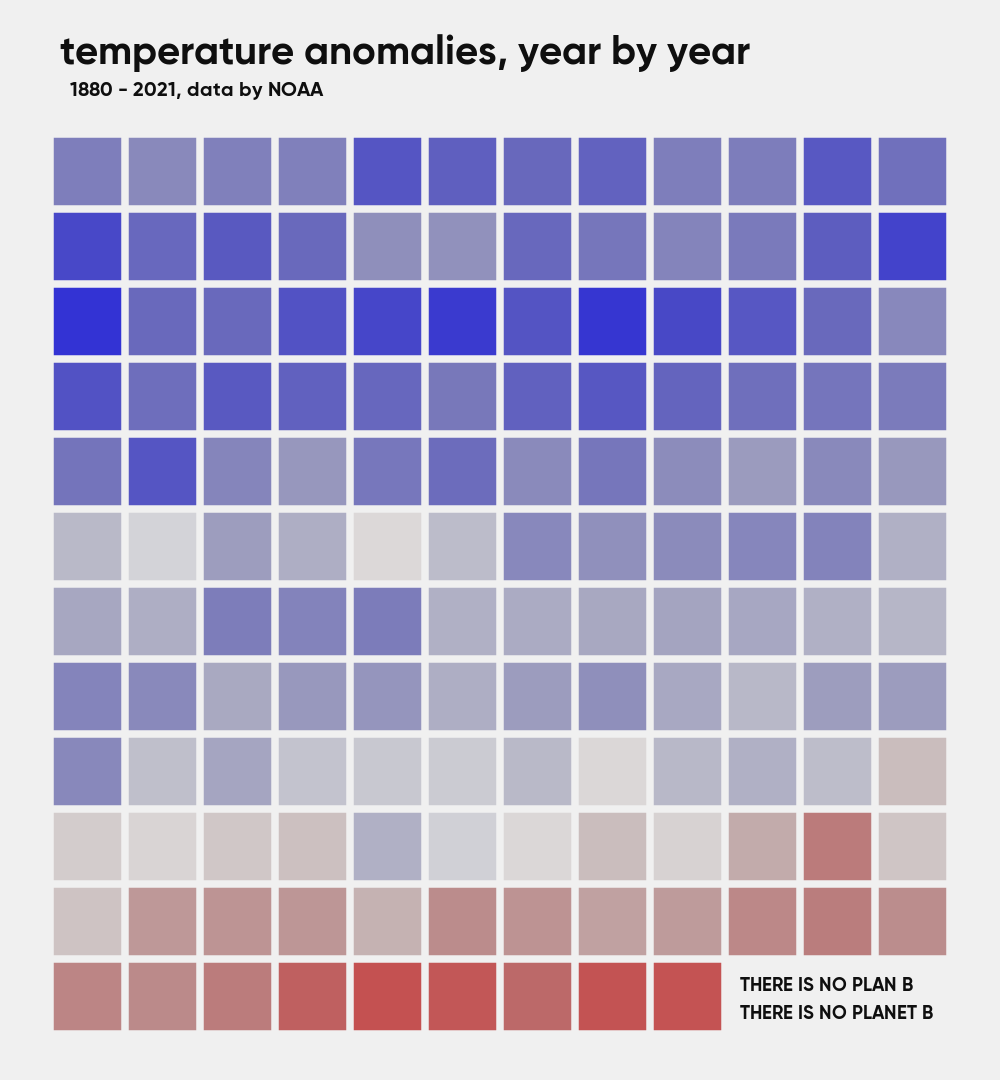 temperature anomalies, year by year
1880 - 2021, data by NOAA
THERE IS NO PLAN B
THERE IS NO PLANET B